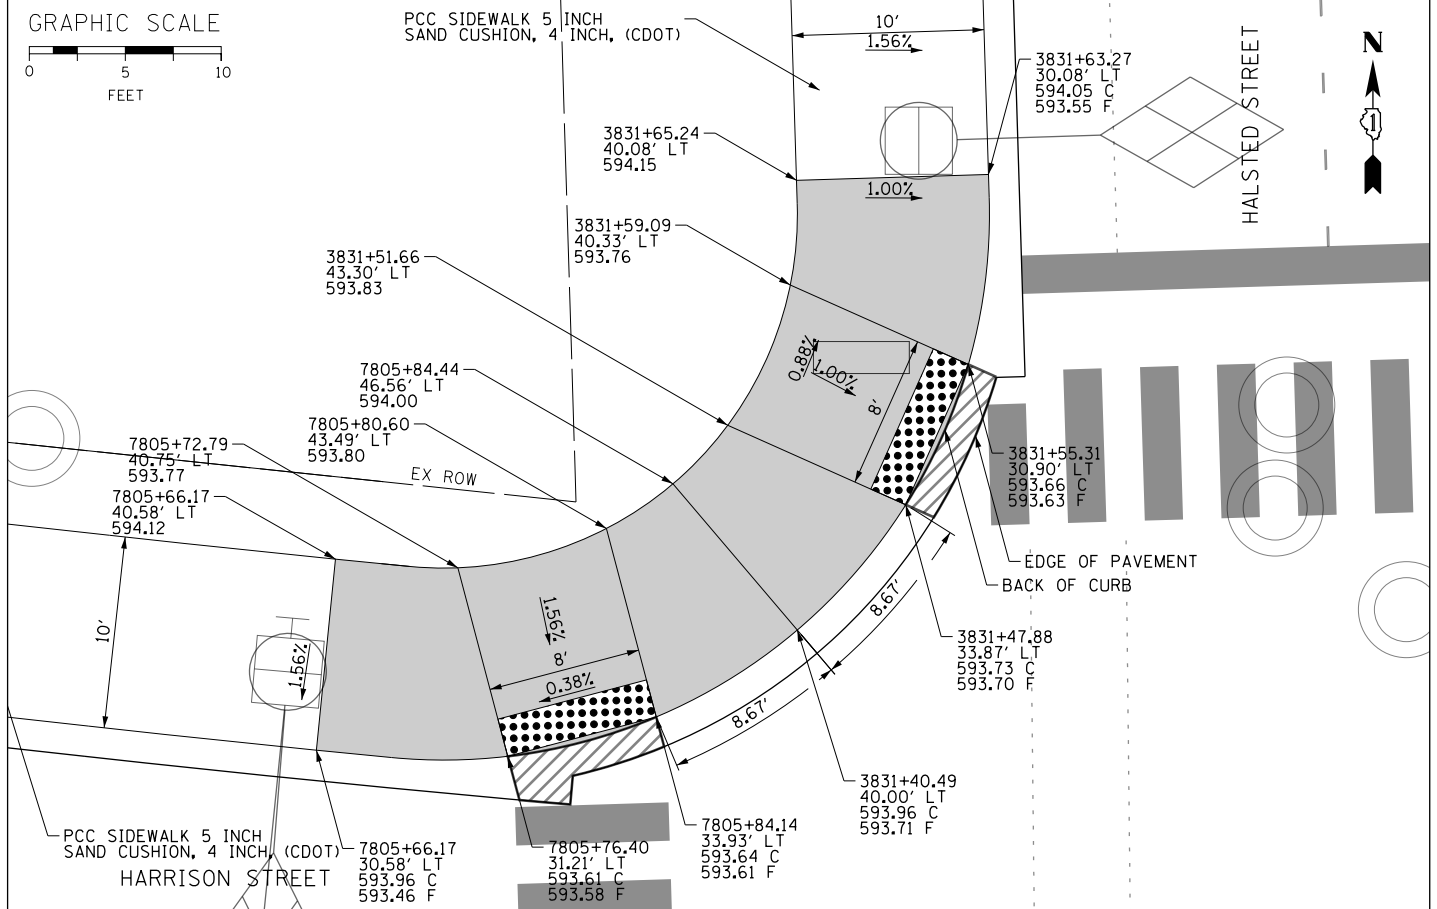 GRAPHIC SCALE
0 5 10
FEET
PCC SIDEWALK 5 INCH
SAND CUSHION, 4 INCH, (CDOT)
10'
1.56%
3831+63.27
30.08' LT
594.05 C
593.55 F
HALSTED STREET
N
1
3831+65.24
40.08' LT
594.15
1.00%
3831+59.09
40.33' LT
593.76
3831+51.66
43.30' LT
593.83
0.88%
1.00%
8'
7805+84.44
46.56' LT
594.00
7805+80.60
43.49' LT
593.80
7805+72.79
40.75' LT
593.77
EX ROW
7805+66.17
40.58' LT
594.12
3831+55.31
30.90' LT
593.66 C
593.63 F
EDGE OF PAVEMENT
BACK OF CURB
10'
1.56%
1.56%
8'
0.38%
8.67'
8.67'
3831+47.88
33.87' LT
593.73 C
593.70 F
3831+40.49
40.00' LT
593.96 C
593.71 F
7805+84.14
33.93' LT
593.64 C
593.61 F
7805+76.40
31.21' LT
593.61 C
593.58 F
7805+66.17
30.58' LT
593.96 C
593.46 F
PCC SIDEWALK 5 INCH
SAND CUSHION, 4 INCH, (CDOT)
HARRISON STREET